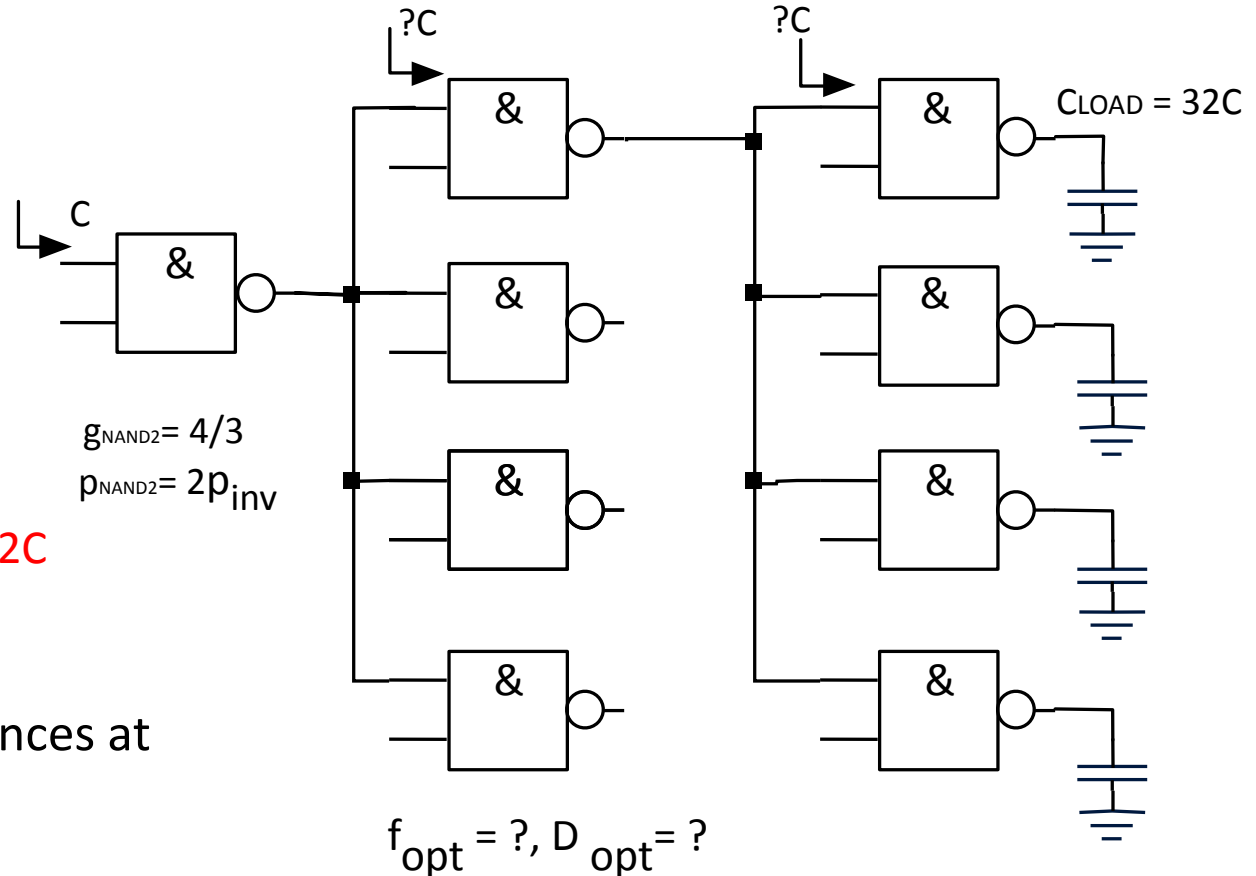 ?C
?C
&
&
CLOAD = 32C
C
&
&
&
gNAND2= 4/3
pNAND2= 2pinv
&
&
2C
&
&
nces at
fopt = ?, D opt= ?